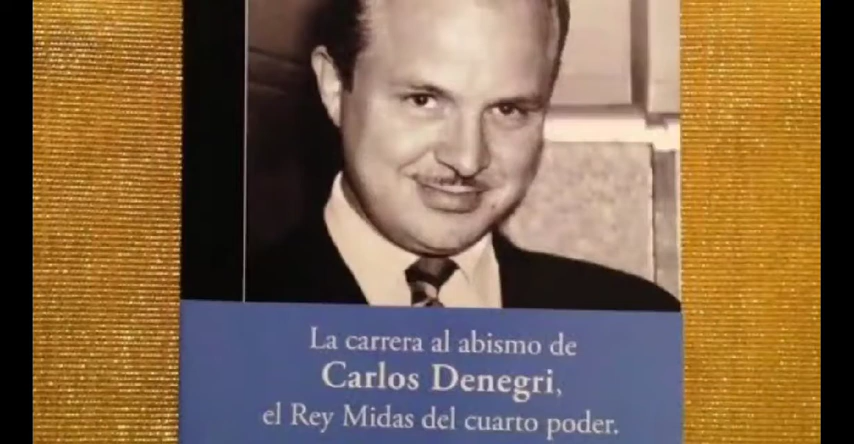 La carrera al abismo de
Carlos Denegri,
el Rey Midas del cuarto poder.